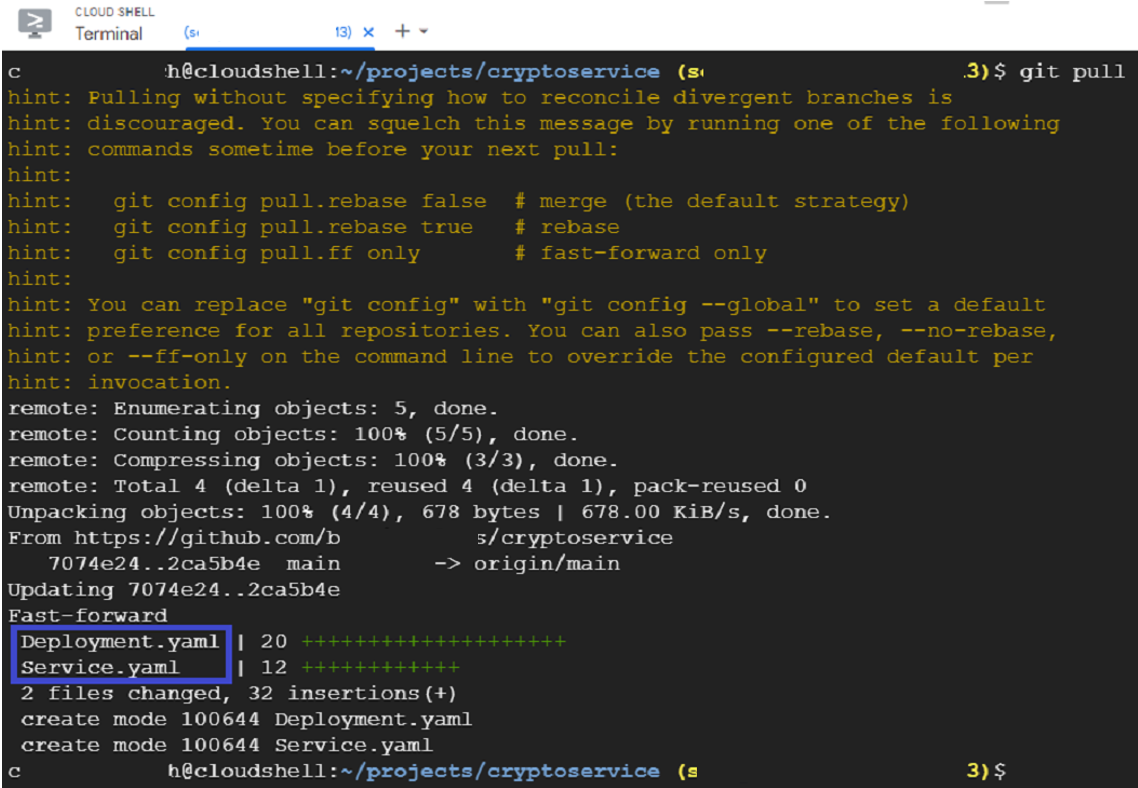 CLOUD SHELL
Terminal (s 13) × + ▾
c h@cloudshell:~/projects/cryptoservice (s .3)$ git pull
hint: Pulling without specifying how to reconcile divergent branches is
hint: discouraged. You can squelch this message by running one of the following
hint: commands sometime before your next pull:
hint:
hint:   git config pull.rebase false  # merge (the default strategy)
hint:   git config pull.rebase true   # rebase
hint:   git config pull.ff only       # fast-forward only
hint:
hint: You can replace "git config" with "git config --global" to set a default
hint: preference for all repositories. You can also pass --rebase, --no-rebase,
hint: or --ff-only on the command line to override the configured default per
hint: invocation.
remote: Enumerating objects: 5, done.
remote: Counting objects: 100% (5/5), done.
remote: Compressing objects: 100% (3/3), done.
remote: Total 4 (delta 1), reused 4 (delta 1), pack-reused 0
Unpacking objects: 100% (4/4), 678 bytes | 678.00 KiB/s, done.
From https://github.com/b s/cryptoservice
   7074e24..2ca5b4e  main       -> origin/main
Updating 7074e24..2ca5b4e
Fast-forward
 Deployment.yaml | 20 ++++++++++++++++++++
 Service.yaml    | 12 ++++++++++++
 2 files changed, 32 insertions(+)
 create mode 100644 Deployment.yaml
 create mode 100644 Service.yaml
c h@cloudshell:~/projects/cryptoservice (s 3)$